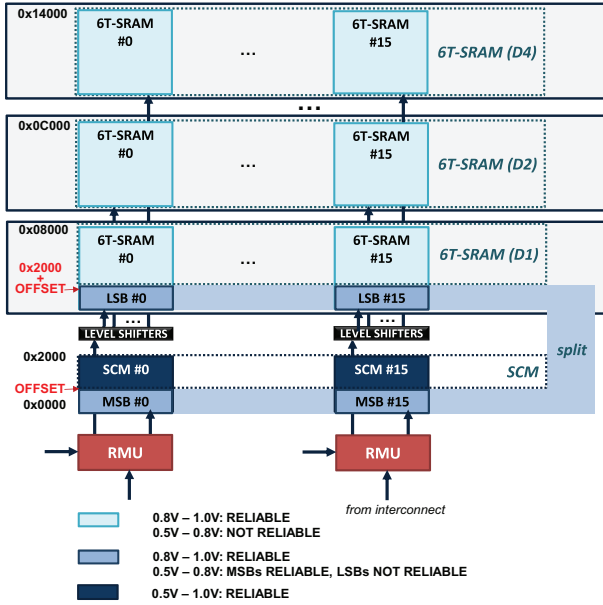 0x14000
6T-SRAM
#0
...
6T-SRAM
#15
6T-SRAM (D4)
...
0x0C000
6T-SRAM
#0
...
6T-SRAM
#15
6T-SRAM (D2)
0x08000
6T-SRAM
#0
...
6T-SRAM
#15
6T-SRAM (D1)
0x2000
+
OFFSET
LSB #0
LSB #15
...
...
LEVEL SHIFTERS
LEVEL SHIFTERS
split
0x2000
SCM #0
SCM #15
SCM
OFFSET
0x0000
MSB #0
MSB #15
RMU
RMU
from interconnect
0.8V – 1.0V: RELIABLE
0.5V – 0.8V: NOT RELIABLE
0.8V – 1.0V: RELIABLE
0.5V – 0.8V: MSBs RELIABLE, LSBs NOT RELIABLE
0.5V – 1.0V: RELIABLE